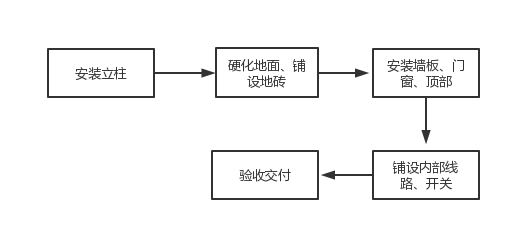 安装立柱
硬化地面、铺
设地砖
安装墙板、门
窗、顶部
铺设内部线
路、开关
验收交付